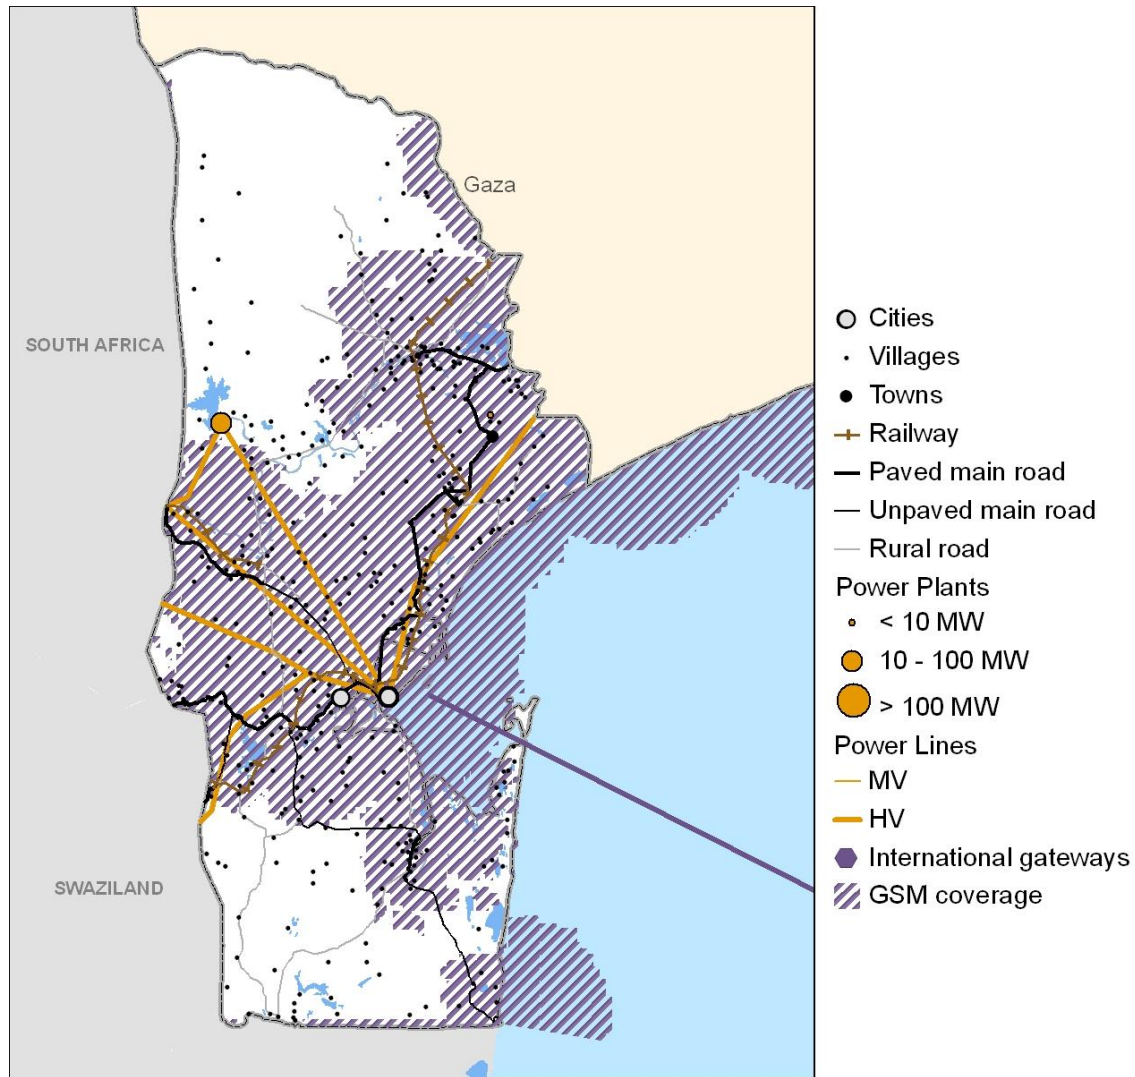 Gaza
SOUTH AFRICA
SWAZILAND
Cities
Villages
Towns
Railway
Paved main road
Unpaved main road
Rural road
Power Plants
< 10 MW
10 - 100 MW
> 100 MW
Power Lines
MV
HV
International gateways
GSM coverage